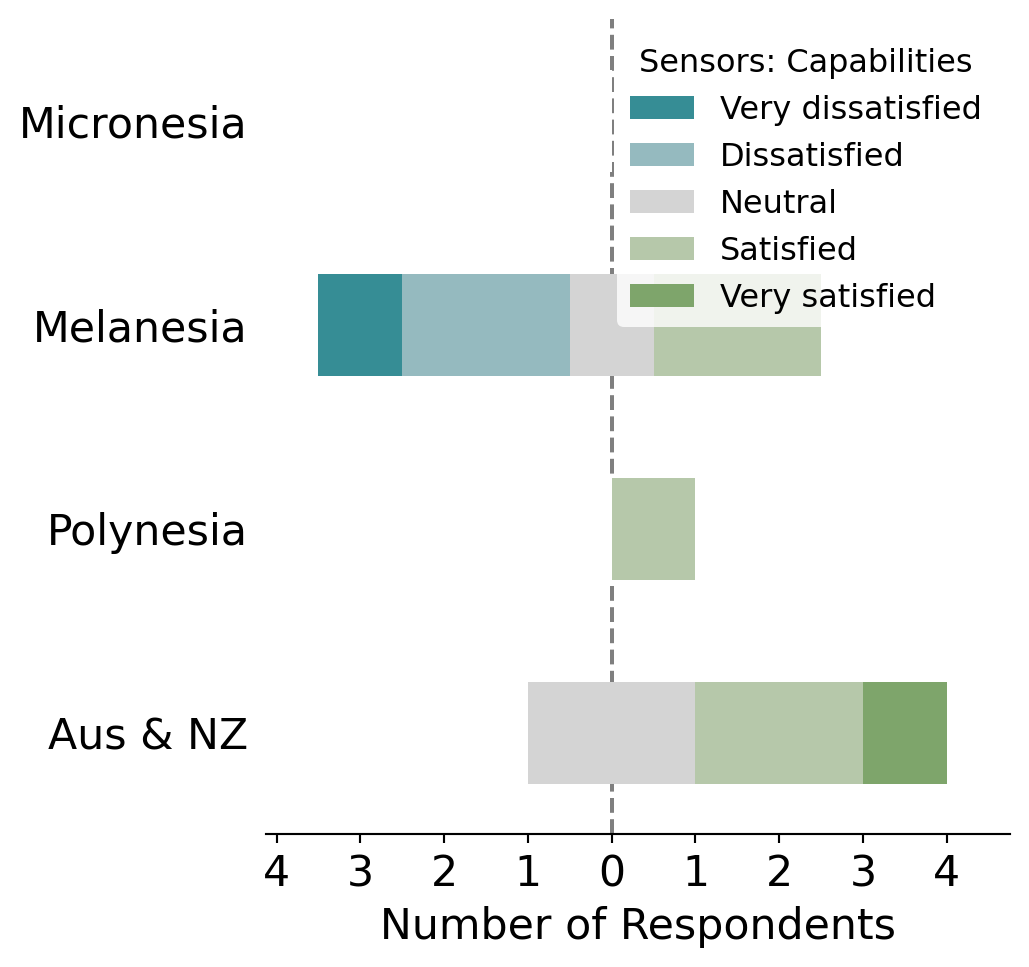 Sensors: Capabilities
Very dissatisfied
Dissatisfied
Neutral
Satisfied
Very satisfied
Micronesia
Melanesia
Polynesia
Aus & NZ
4 3 2 1 0 1 2 3 4
Number of Respondents